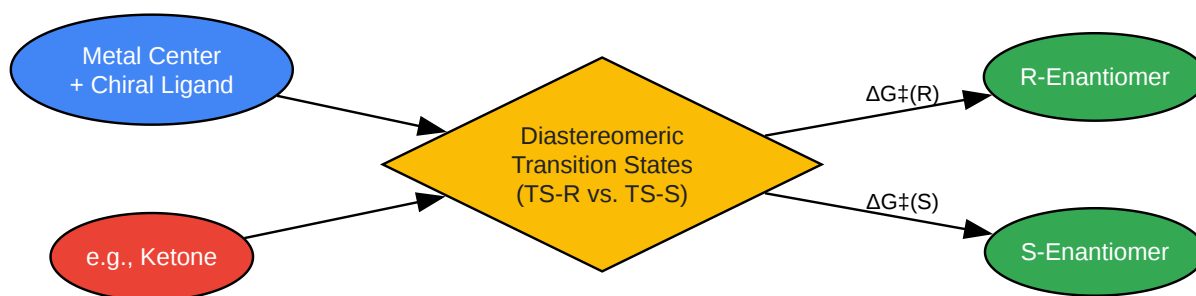 Metal Center
+ Chiral Ligand
e.g., Ketone
Diastereomeric
Transition States
(TS-R vs. TS-S)
ΔG‡(R)
ΔG‡(S)
R-Enantiomer
S-Enantiomer